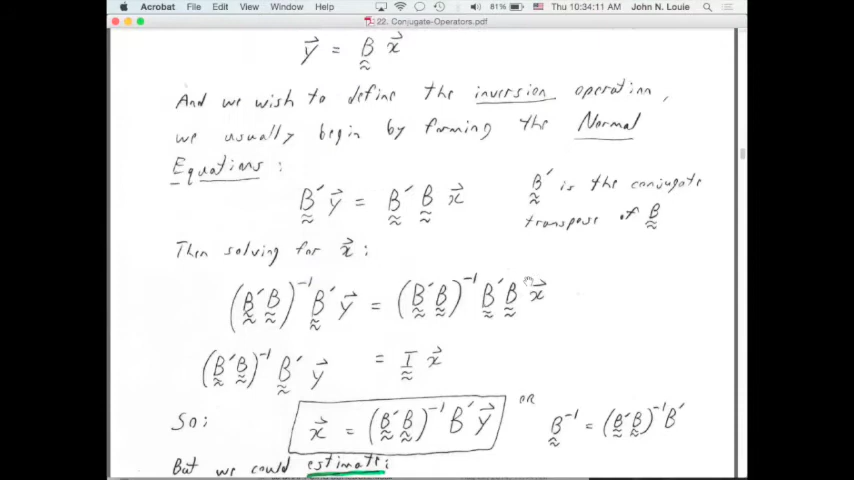 Acrobat File Edit View Window Help 81% Thu 10:34:11 AM John N. Louie
22. Conjugate-Operators.pdf
y⃗ = B x⃗
And we wish to define the inversion operation,
we usually begin by forming the Normal
Equations :
B′ y⃗ = B′ B x⃗
B′ is the conjugate
transpose of B
Then solving for x⃗ :
(B′ B)⁻¹ B′ y⃗ = (B′ B)⁻¹ B′ B x⃗
(B′ B)⁻¹ B′ y⃗ = I x⃗
So: x⃗ = (B′ B)⁻¹ B′ y⃗ OR B⁻¹ = (B′ B)⁻¹ B′
But we could estimate: